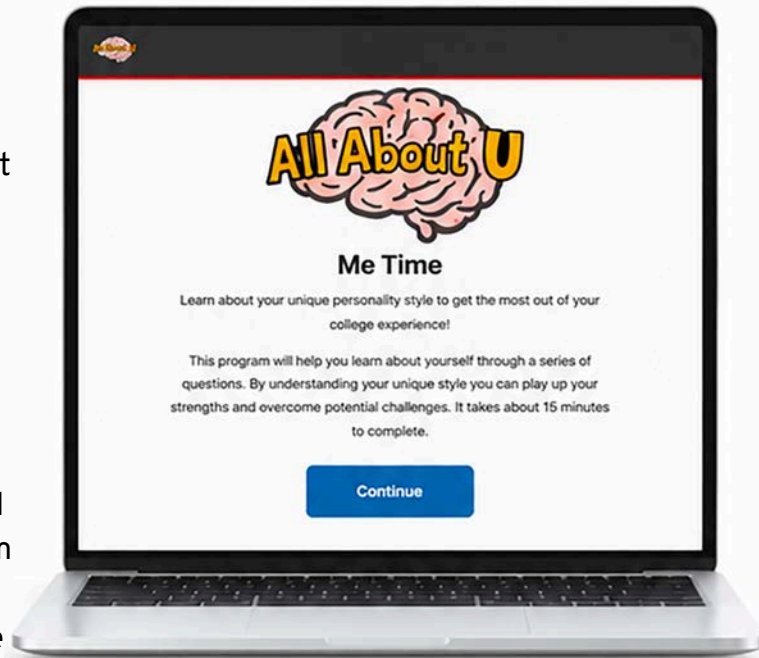 All About U
All About U
Me Time
Learn about your unique personality style to get the most out of your
college experience!
This program will help you learn about yourself through a series of
questions. By understanding your unique style you can play up your
strengths and overcome potential challenges. It takes about 15 minutes
to complete.
Continue